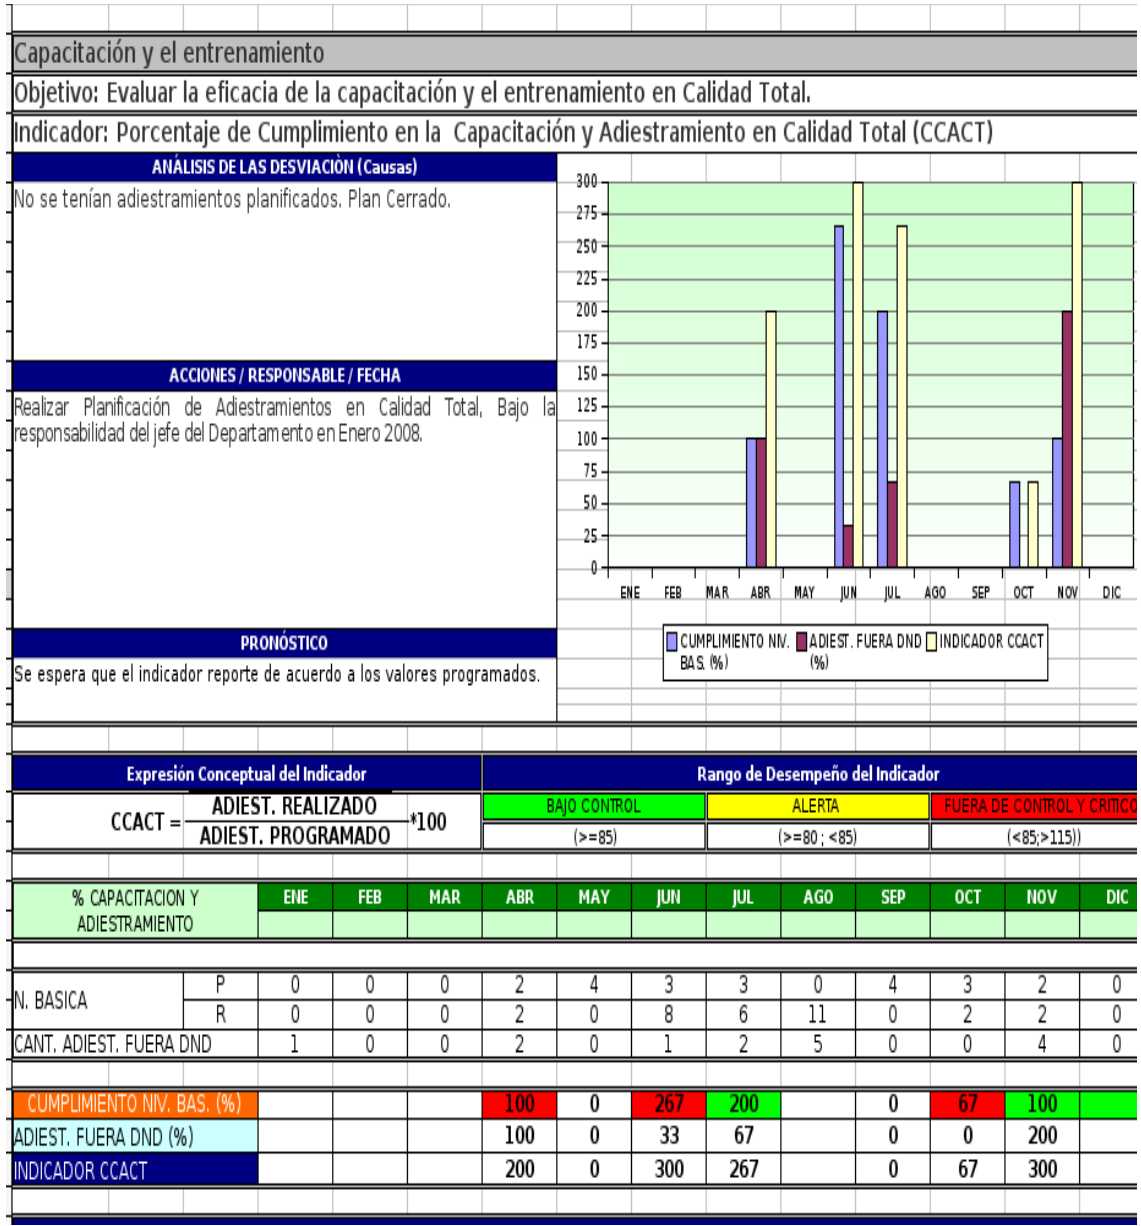 Capacitación y el entrenamiento
Objetivo: Evaluar la eficacia de la capacitación y el entrenamiento en Calidad Total.
Indicador: Porcentaje de Cumplimiento en la Capacitación y Adiestramiento en Calidad Total (CCACT)
ANÁLISIS DE LAS DESVIACIÒN (Causas)
No se tenían adiestramientos planificados. Plan Cerrado.
ACCIONES / RESPONSABLE / FECHA
Realizar Planificación de Adiestramientos en Calidad Total, Bajo la
responsabilidad del jefe del Departamento en Enero 2008.
PRONÓSTICO
Se espera que el indicador reporte de acuerdo a los valores programados.
300
275
250
225
200
175
150
125
100
75
50
25
0
ENE FEB MAR ABR MAY JUN JUL AGO SEP OCT NOV DIC
CUMPLIMIENTO NIV. BAS. (%)
ADIEST. FUERA DND (%)
INDICADOR CCACT
Expresión Conceptual del Indicador
Rango de Desempeño del Indicador
CCACT = ADIEST. REALIZADO
ADIEST. PROGRAMADO *100
BAJO CONTROL ALERTA FUERA DE CONTROL Y CRITICO
(>=85) (>=80 ; <85) (<85;>115))
% CAPACITACION Y ADIESTRAMIENTO ENE FEB MAR ABR MAY JUN JUL AGO SEP OCT NOV DIC
N. BASICA P 0 0 0 2 4 3 3 0 4 3 2 0
R 0 0 0 2 0 8 6 11 0 2 2 0
CANT. ADIEST. FUERA DND 1 0 0 2 0 1 2 5 0 0 4 0
CUMPLIMIENTO NIV. BAS. (%) 100 0 267 200 0 67 100
ADIEST. FUERA DND (%) 100 0 33 67 0 0 200
INDICADOR CCACT 200 0 300 267 0 67 300